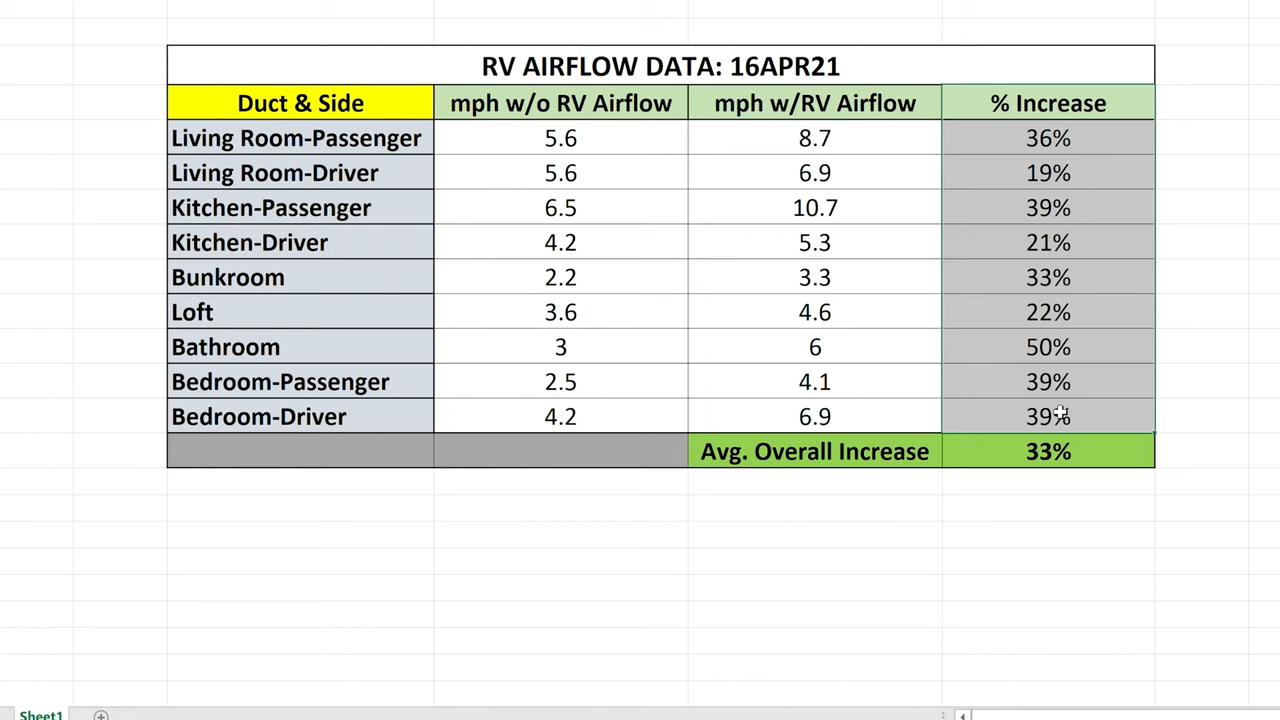 RV AIRFLOW DATA: 16APR21
Duct & Side mph w/o RV Airflow mph w/RV Airflow % Increase
Living Room-Passenger 5.6 8.7 36%
Living Room-Driver 5.6 6.9 19%
Kitchen-Passenger 6.5 10.7 39%
Kitchen-Driver 4.2 5.3 21%
Bunkroom 2.2 3.3 33%
Loft 3.6 4.6 22%
Bathroom 3 6 50%
Bedroom-Passenger 2.5 4.1 39%
Bedroom-Driver 4.2 6.9 39%
Avg. Overall Increase 33%
Sheet1